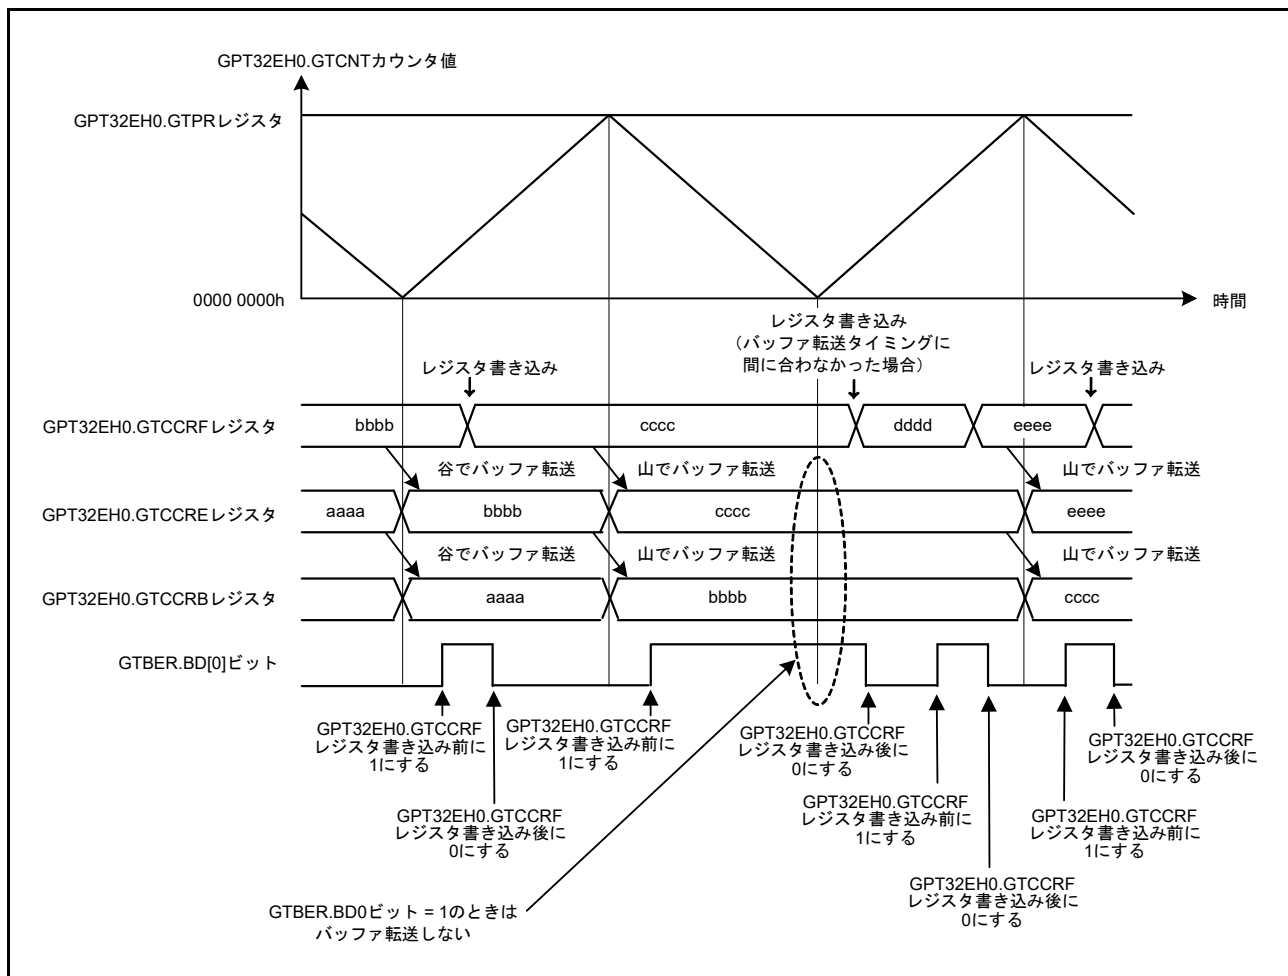 GPT32EH0.GTCNTカウンタ値
GPT32EH0.GTPRレジスタ
0000 0000h
時間
レジスタ書き込み
レジスタ書き込み
（バッファ転送タイミングに
間に合わなかった場合）
レジスタ書き込み
GPT32EH0.GTCCRFレジスタ
bbbb
cccc
dddd
eeee
谷でバッファ転送
山でバッファ転送
山でバッファ転送
GPT32EH0.GTCCREレジスタ
aaaa
bbbb
cccc
eeee
谷でバッファ転送
山でバッファ転送
山でバッファ転送
GPT32EH0.GTCCRBレジスタ
aaaa
bbbb
cccc
GTBER.BD[0]ビット
GPT32EH0.GTCCRF
レジスタ書き込み前に
1にする
GPT32EH0.GTCCRF
レジスタ書き込み後に
0にする
GPT32EH0.GTCCRF
レジスタ書き込み前に
1にする
GPT32EH0.GTCCRF
レジスタ書き込み後に
0にする
GPT32EH0.GTCCRF
レジスタ書き込み前に
1にする
GPT32EH0.GTCCRF
レジスタ書き込み後に
0にする
GPT32EH0.GTCCRF
レジスタ書き込み前に
1にする
GPT32EH0.GTCCRF
レジスタ書き込み後に
0にする
GTBER.BD0ビット = 1のときは
バッファ転送しない